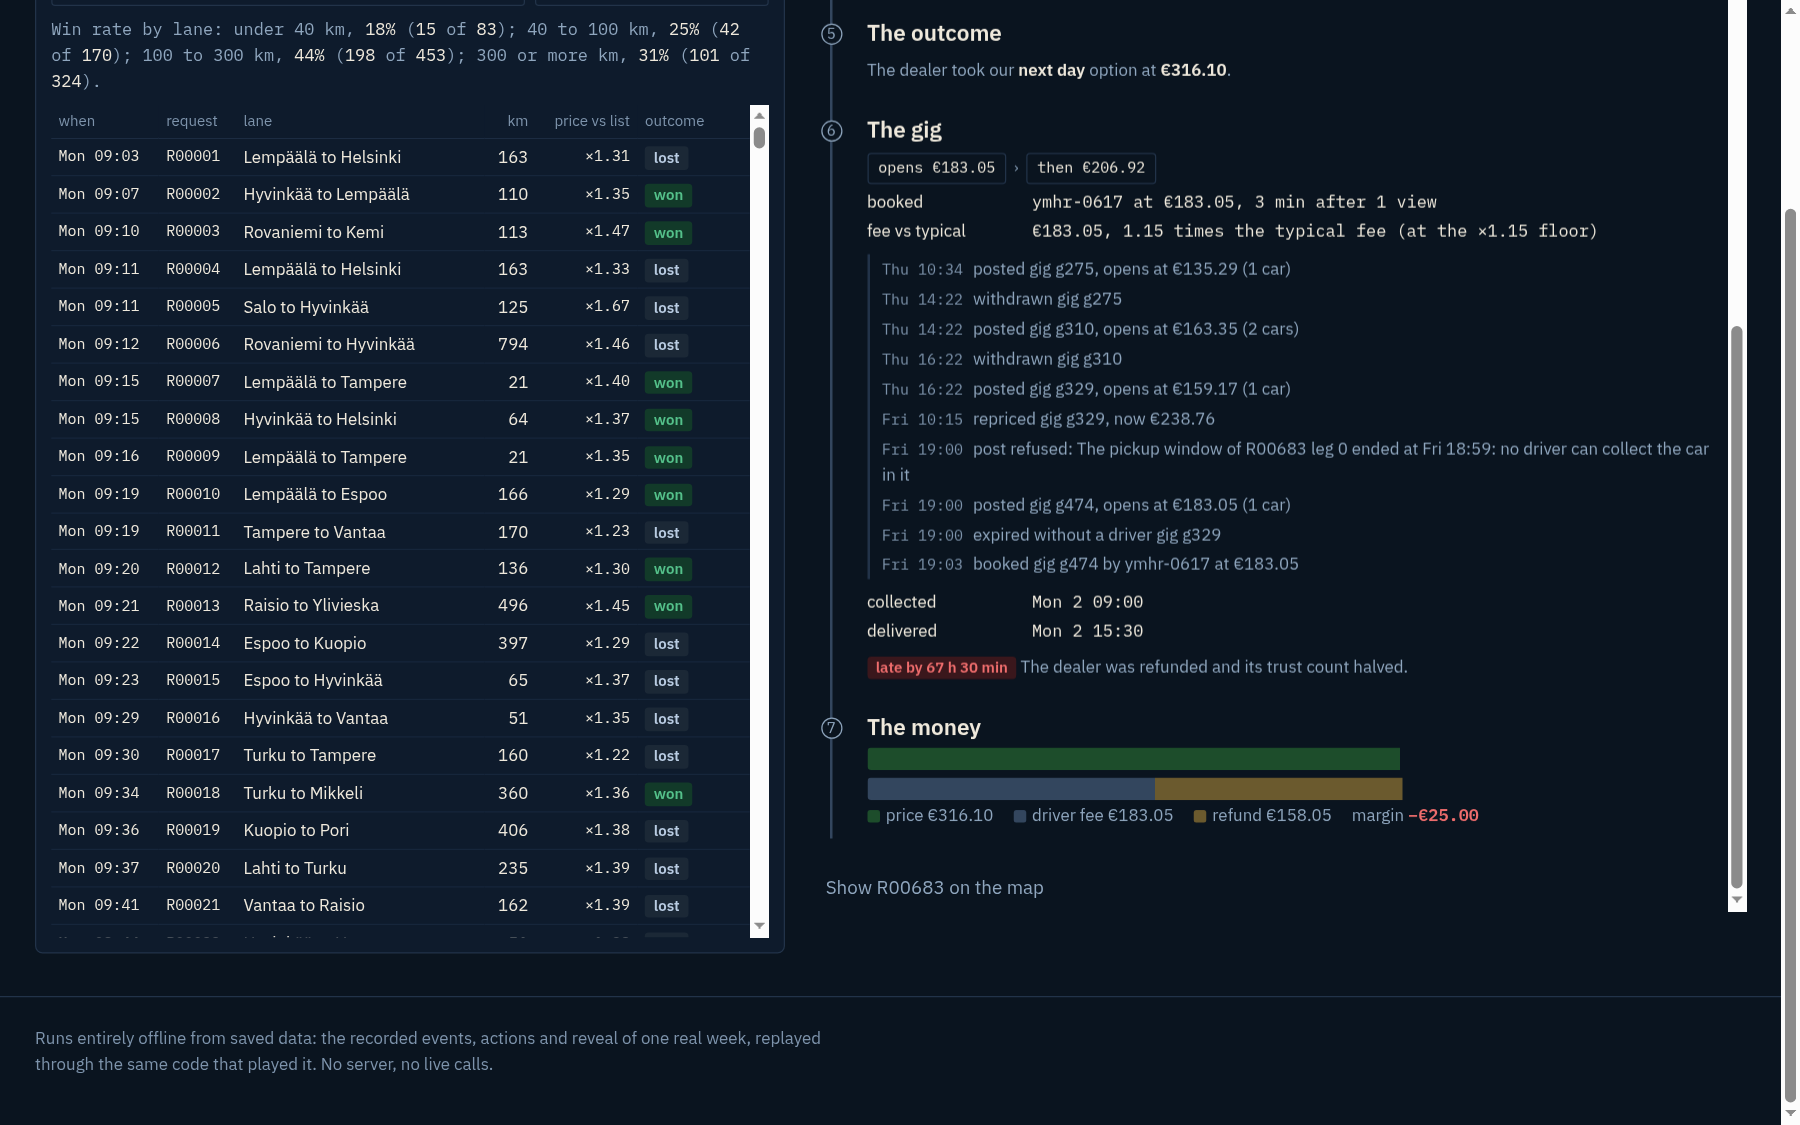 Win rate by lane: under 40 km, 18% (15 of 83); 40 to 100 km, 25% (42
of 170); 100 to 300 km, 44% (198 of 453); 300 or more km, 31% (101 of
324).
when request lane km price vs list outcome
Mon 09:03 R00001 Lempäälä to Helsinki 163 ×1.31 lost
Mon 09:07 R00002 Hyvinkää to Lempäälä 110 ×1.35 won
Mon 09:10 R00003 Rovaniemi to Kemi 113 ×1.47 won
Mon 09:11 R00004 Lempäälä to Helsinki 163 ×1.33 lost
Mon 09:11 R00005 Salo to Hyvinkää 125 ×1.67 lost
Mon 09:12 R00006 Rovaniemi to Hyvinkää 794 ×1.46 lost
Mon 09:15 R00007 Lempäälä to Tampere 21 ×1.40 won
Mon 09:15 R00008 Hyvinkää to Helsinki 64 ×1.37 won
Mon 09:16 R00009 Lempäälä to Tampere 21 ×1.35 won
Mon 09:19 R00010 Lempäälä to Espoo 166 ×1.29 won
Mon 09:19 R00011 Tampere to Vantaa 170 ×1.23 lost
Mon 09:20 R00012 Lahti to Tampere 136 ×1.30 won
Mon 09:21 R00013 Raisio to Ylivieska 496 ×1.45 won
Mon 09:22 R00014 Espoo to Kuopio 397 ×1.29 lost
Mon 09:23 R00015 Espoo to Hyvinkää 65 ×1.37 lost
Mon 09:29 R00016 Hyvinkää to Vantaa 51 ×1.35 lost
Mon 09:30 R00017 Turku to Tampere 160 ×1.22 lost
Mon 09:34 R00018 Turku to Mikkeli 360 ×1.36 won
Mon 09:36 R00019 Kuopio to Pori 406 ×1.38 lost
Mon 09:37 R00020 Lahti to Turku 235 ×1.39 lost
Mon 09:41 R00021 Vantaa to Raisio 162 ×1.39 lost
5 The outcome
The dealer took our next day option at €316.10.
6 The gig
opens €183.05 › then €206.92
booked ymhr-0617 at €183.05, 3 min after 1 view
fee vs typical €183.05, 1.15 times the typical fee (at the ×1.15 floor)
Thu 10:34 posted gig g275, opens at €135.29 (1 car)
Thu 14:22 withdrawn gig g275
Thu 14:22 posted gig g310, opens at €163.35 (2 cars)
Thu 16:22 withdrawn gig g310
Thu 16:22 posted gig g329, opens at €159.17 (1 car)
Fri 10:15 repriced gig g329, now €238.76
Fri 19:00 post refused: The pickup window of R00683 leg 0 ended at Fri 18:59: no driver can collect the car
in it
Fri 19:00 posted gig g474, opens at €183.05 (1 car)
Fri 19:00 expired without a driver gig g329
Fri 19:03 booked gig g474 by ymhr-0617 at €183.05
collected Mon 2 09:00
delivered Mon 2 15:30
late by 67 h 30 min The dealer was refunded and its trust count halved.
7 The money
price €316.10 driver fee €183.05 refund €158.05 margin −€25.00
Show R00683 on the map
Runs entirely offline from saved data: the recorded events, actions and reveal of one real week, replayed
through the same code that played it. No server, no live calls.